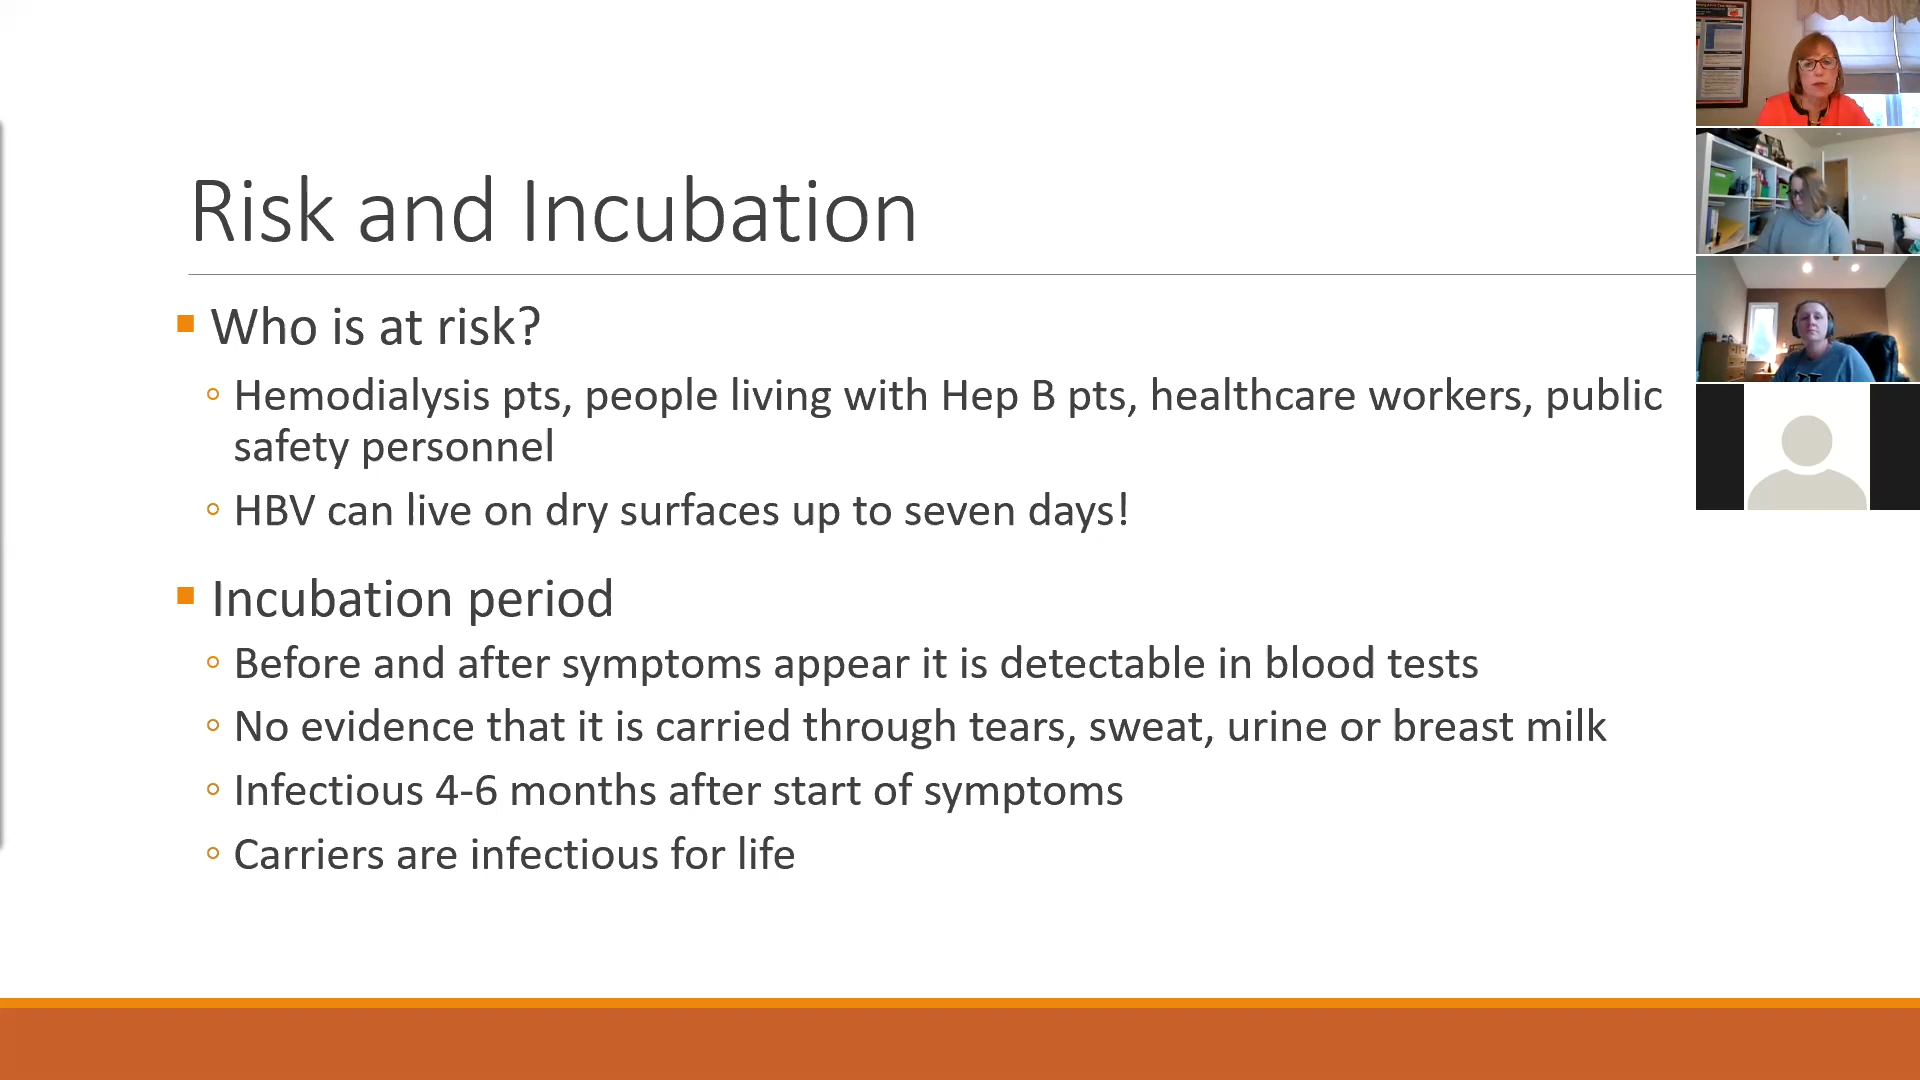 Risk and Incubation
Who is at risk?
Hemodialysis pts, people living with Hep B pts, healthcare workers, public
safety personnel
HBV can live on dry surfaces up to seven days!
Incubation period
Before and after symptoms appear it is detectable in blood tests
No evidence that it is carried through tears, sweat, urine or breast milk
Infectious 4-6 months after start of symptoms
Carriers are infectious for life